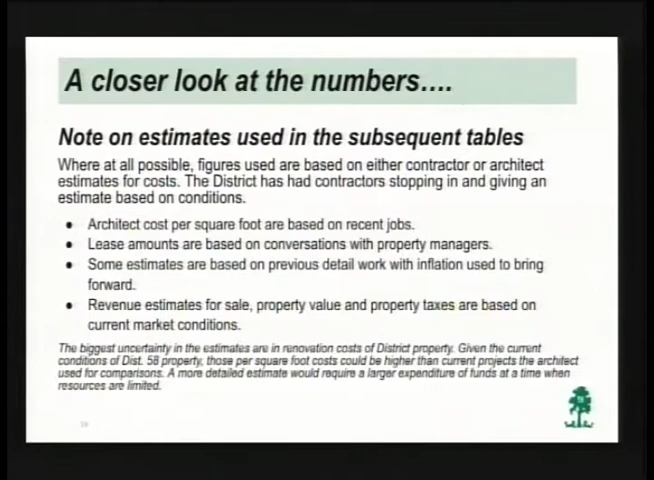 A closer look at the numbers....
Note on estimates used in the subsequent tables
Where at all possible, figures used are based on either contractor or architect
estimates for costs. The District has had contractors stopping in and giving an
estimate based on conditions.
● Architect cost per square foot are based on recent jobs.
● Lease amounts are based on conversations with property managers.
● Some estimates are based on previous detail work with inflation used to bring
forward.
● Revenue estimates for sale, property value and property taxes are based on
current market conditions.
The biggest uncertainty in the estimates are in renovation costs of District property. Given the current
conditions of Dist. 58 property, those per square foot costs could be higher than current projects the architect
used for comparisons. A more detailed estimate would require a larger expenditure of funds at a time when
resources are limited.